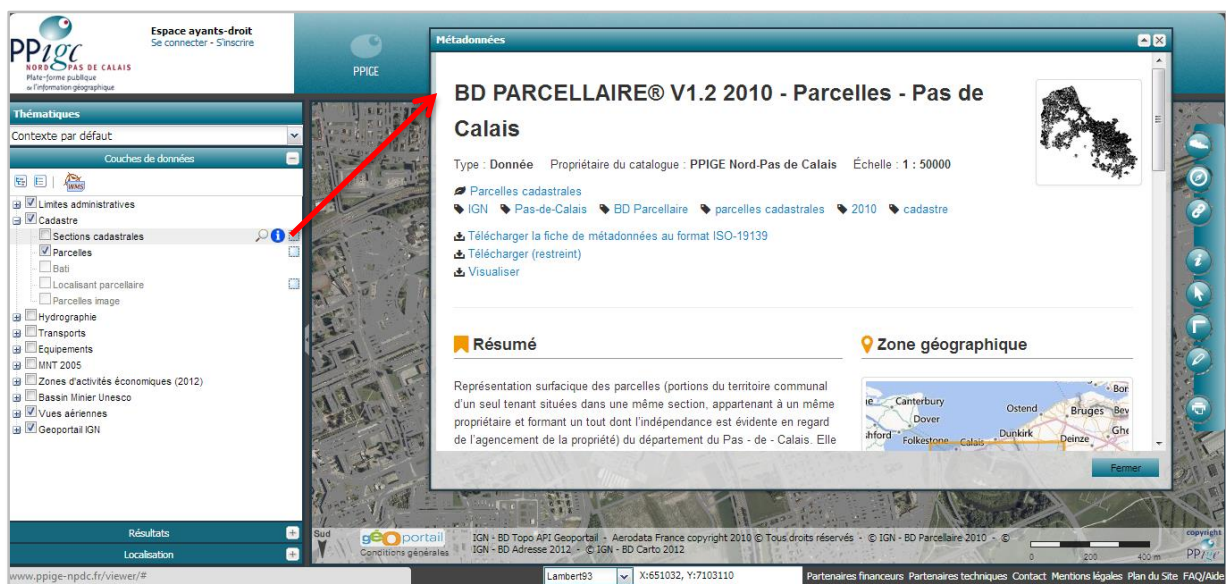 PPIGE
NORD PAS DE CALAIS
Plate-forme publique
de l'information géographique
Espace ayants-droit
Se connecter - S'inscrire
PPIGE
Thématiques
Contexte par défaut
Couches de données
WMS
Limites administratives
Cadastre
Sections cadastrales
Parcelles
Bati
Localisant parcellaire
Parcelles image
Hydrographie
Transports
Equipements
MNT 2005
Zones d'activités économiques (2012)
Bassin Minier Unesco
Vues aériennes
Geoportail IGN
Résultats
Localisation
Métadonnées
BD PARCELLAIRE® V1.2 2010 - Parcelles - Pas de
Calais
Type : Donnée Propriétaire du catalogue : PPIGE Nord-Pas de Calais Échelle : 1 : 50000
Parcelles cadastrales
IGN Pas-de-Calais BD Parcellaire parcelles cadastrales 2010 cadastre
Télécharger la fiche de métadonnées au format ISO-19139
Télécharger (restreint)
Visualiser
Résumé
Représentation surfacique des parcelles (portions du territoire communal
d'un seul tenant situées dans une même section, appartenant à un même
propriétaire et formant un tout dont l'indépendance est évidente en regard
de l'agencement de la propriété) du département du Pas - de - Calais. Elle
Zone géographique
Canterbury
Dover
Folkestone
Calais
Dunkirk
Ostend
Bruges
Deinze
Fermer
Sud
géoportail
Conditions générales
IGN - BD Topo API Geoportail - Aerodata France copyright 2010 © Tous droits réservés - © IGN - BD Parcellaire 2010 - ©
IGN - BD Adresse 2012 - © IGN - BD Carto 2012
0 200 400 m
copyright
PPIGE
www.ppige-npdc.fr/viewer/#
Lambert93
X:651032, Y:7103110
Partenaires financeurs Partenaires techniques Contact Mentions légales Plan du Site FAQ/Aide